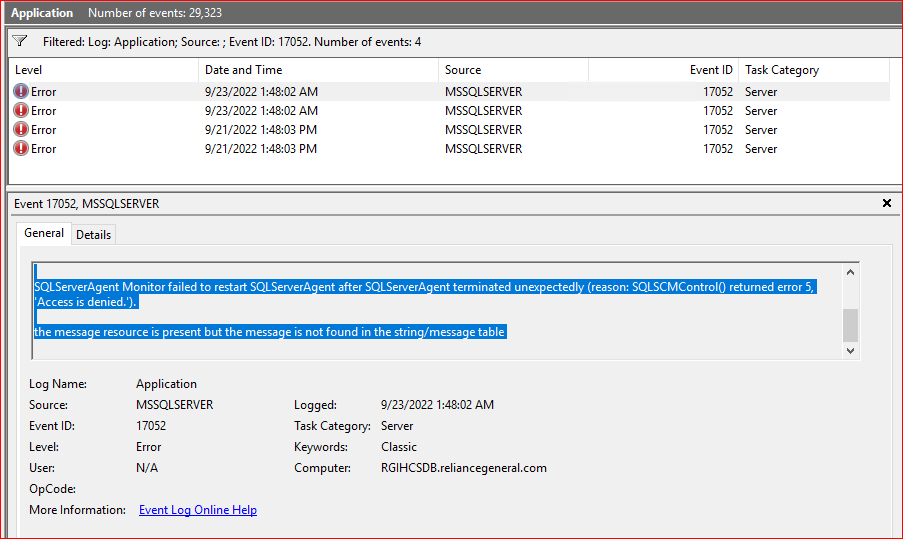 Application Number of events: 29,323
Filtered: Log: Application; Source: ; Event ID: 17052. Number of events: 4
Level Date and Time Source Event ID Task Category
Error 9/23/2022 1:48:02 AM MSSQLSERVER 17052 Server
Error 9/23/2022 1:48:02 AM MSSQLSERVER 17052 Server
Error 9/21/2022 1:48:03 PM MSSQLSERVER 17052 Server
Error 9/21/2022 1:48:03 PM MSSQLSERVER 17052 Server
Event 17052, MSSQLSERVER
General Details
SQLServerAgent Monitor failed to restart SQLServerAgent after SQLServerAgent terminated unexpectedly (reason: SQLSCMControl() returned error 5,
'Access is denied.').
the message resource is present but the message is not found in the string/message table
Log Name: Application
Source: MSSQLSERVER Logged: 9/23/2022 1:48:02 AM
Event ID: 17052 Task Category: Server
Level: Error Keywords: Classic
User: N/A Computer: RGIHCSDB.reliancegeneral.com
OpCode:
More Information: Event Log Online Help